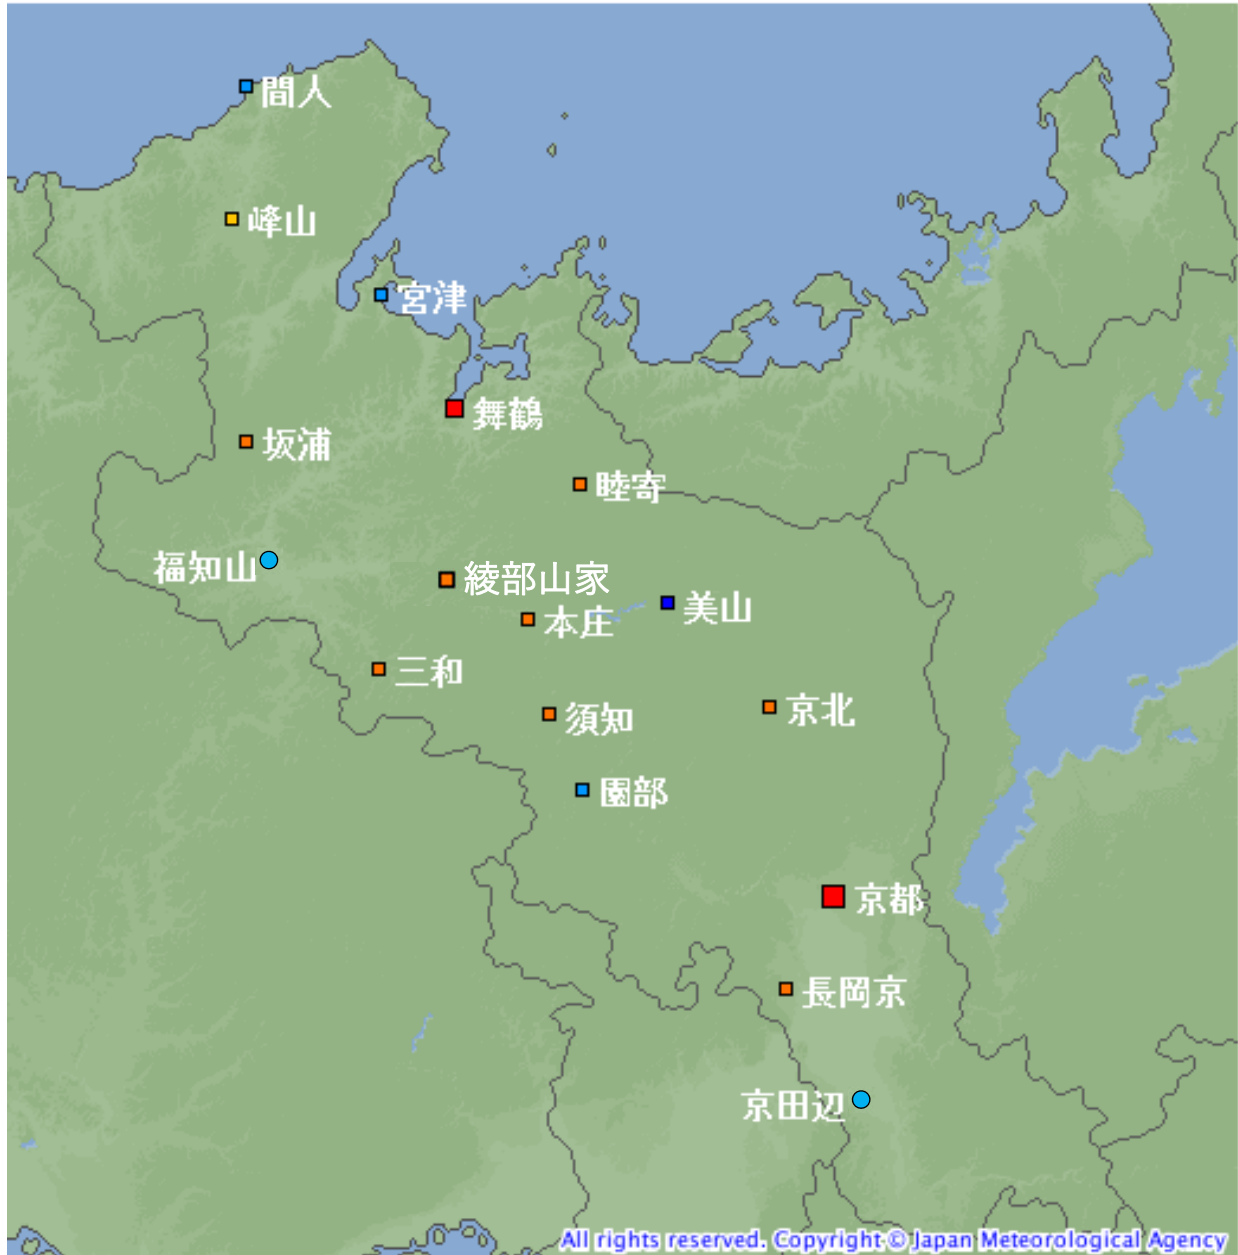 間人
峰山
宮津
舞鶴
坂浦
睦寄
福知山
綾部山家
美山
本庄
三和
京北
須知
園部
京都
長岡京
京田辺
All rights reserved. Copyright © Japan Meteorological Agency